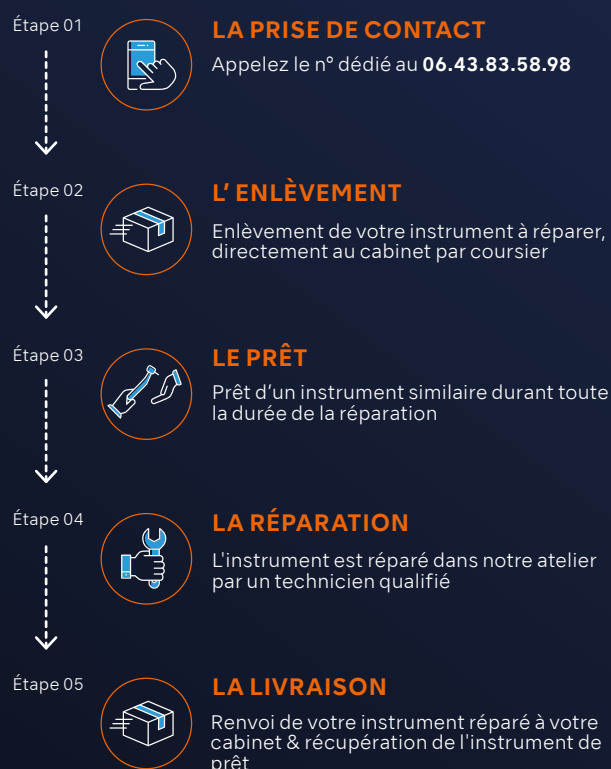 Étape 01
LA PRISE DE CONTACT
Appelez le n° dédié au 06.43.83.58.98
Étape 02
L' ENLÈVEMENT
Enlèvement de votre instrument à réparer,
directement au cabinet par coursier
Étape 03
LE PRÊT
Prêt d'un instrument similaire durant toute
la durée de la réparation
Étape 04
LA RÉPARATION
L'instrument est réparé dans notre atelier
par un technicien qualifié
Étape 05
LA LIVRAISON
Renvoi de votre instrument réparé à votre
cabinet & récupération de l'instrument de
prêt